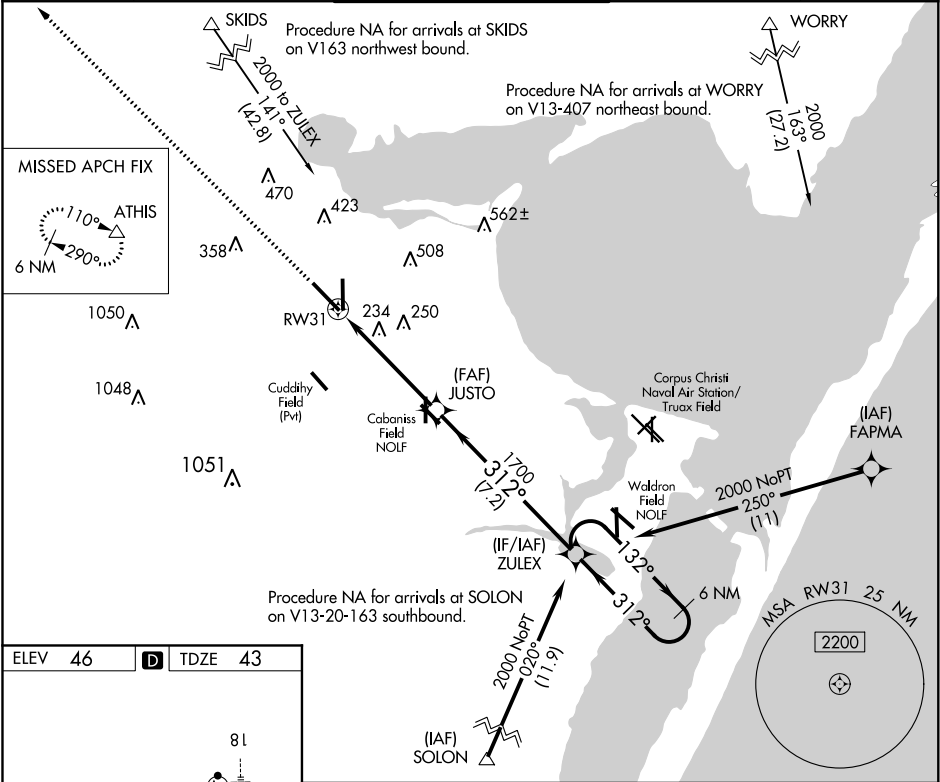 SKIDS
Procedure NA for arrivals at SKIDS
on V163 northwest bound.
WORRY
2000 to ZULEX
141°
(42.8)
Procedure NA for arrivals at WORRY
on V13-407 northeast bound.
2000
163°
(27.2)
MISSED APCH FIX
110°
ATHIS
290°
6 NM
470
423
562±
358
508
1050
RW31
234
250
1048
Cuddihy
Field
(Pvt)
(FAF)
JUSTO
Cabaniss
Field
NOLF
Corpus Christi
Naval Air Station/
Truax Field
(IAF)
FAPMA
1051
1700
312°
(7.2)
2000 NoPT
250°
(11)
Waldron
Field
NOLF
(IF/IAF)
ZULEX
132°
312°
6 NM
Procedure NA for arrivals at SOLON
on V13-20-163 southbound.
MSA RW31 25 NM
2200
2000 NoPT
020°
(11.9)
(IAF)
SOLON
ELEV 46
D
TDZE 43
18